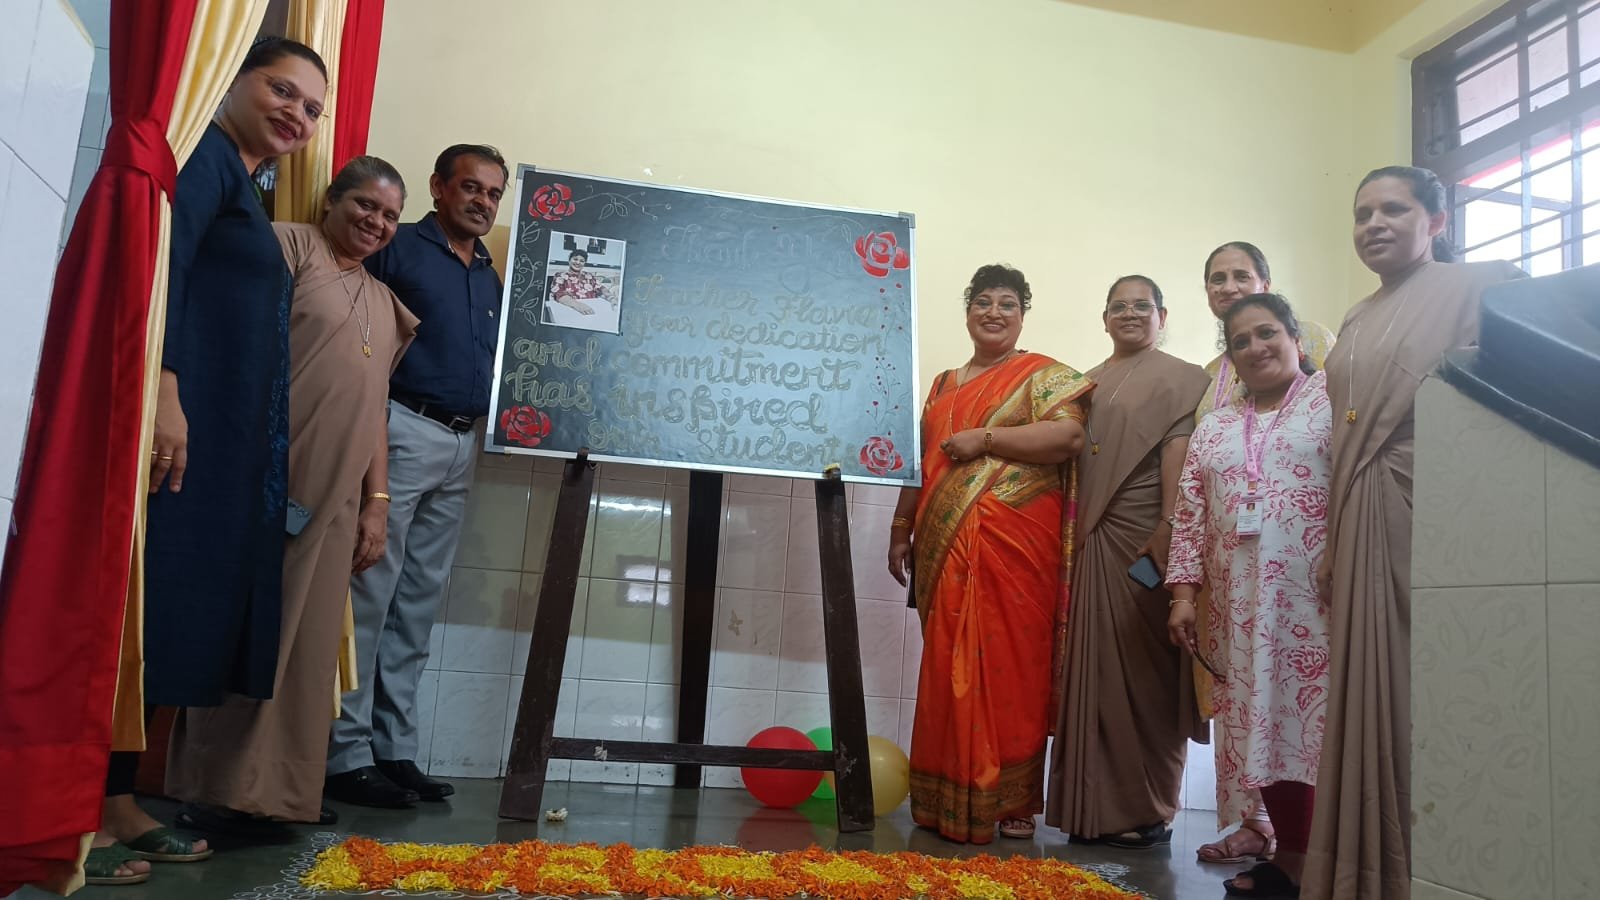 Thank You
Teacher Flavia
your dedication
and commitment
has inspired
our students